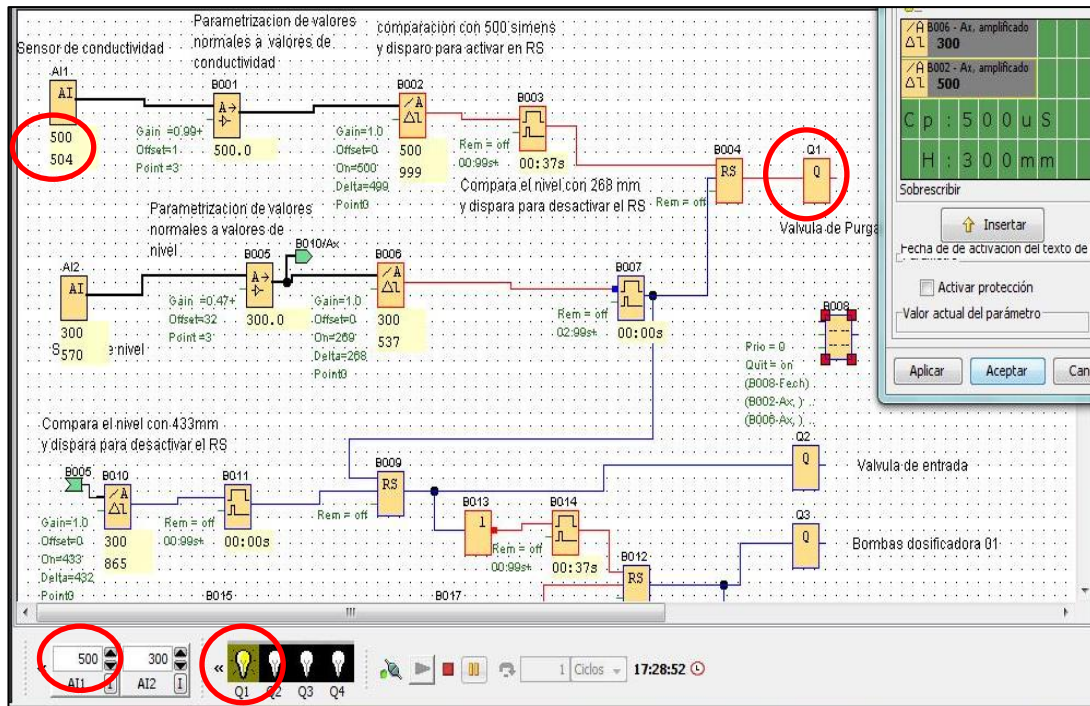 Sensor de conductividad
Parametrizacion de valores
normales a valores de
conductividad
comparación con 500 simens
y disparo para activar en RS
AI1
AI
500
504
B001
A→
Gain =0.99+
Offset=1
Point =3
500.0
B002
/A
Gain=1.0
Offset=0
On=500
Delta=499
Point0
500
999
B003
Rem = off
00:99s+
00:37s
B004
RS
Rem = off
Q1
Q
Valvula de Purga
Compara el nivel con 268 mm
y dispara para desactivar el RS
Parametrizacion de valores
normales a valores de
nivel
AI2
AI
300
570
e nivel
B005
A→
Gain =0.47+
Offset=32
Point =3
300.0
B010/Ax
B006
/A
Gain=1.0
Offset=0
On=269
Delta=268
Point0
300
537
B007
Rem = off
02:99s+
00:00s
B008
Prio = 0
Quit = on
(B008-Fech)
(B002-Ax, ) ..
(B006-Ax, ) ..
Compara el nivel con 433mm
y dispara para desactivar el RS
B005
B010
/A
Gain=1.0
Offset=0
On=433
Delta=432
Point0
300
865
B011
Rem = off
00:99s+
00:00s
B009
RS
Rem = off
Q2
Q
Valvula de entrada
B013
1
B014
Rem = off
00:99s+
00:37s
B012
RS
Q3
Q
Bombas dosificadora 01
B015
B017
/A B006 - Ax, amplificado
300
/A B002 - Ax, amplificado
500
Cp:500uS
H:300mm
Sobrescribir
Insertar
Fecha de de activación del texto de
Activar protección
Valor actual del parámetro
Aplicar
Aceptar
Can
«
500
AI1
I
300
AI2
I
«
Q1
Q2
Q3
Q4
1
Ciclos
17:28:52